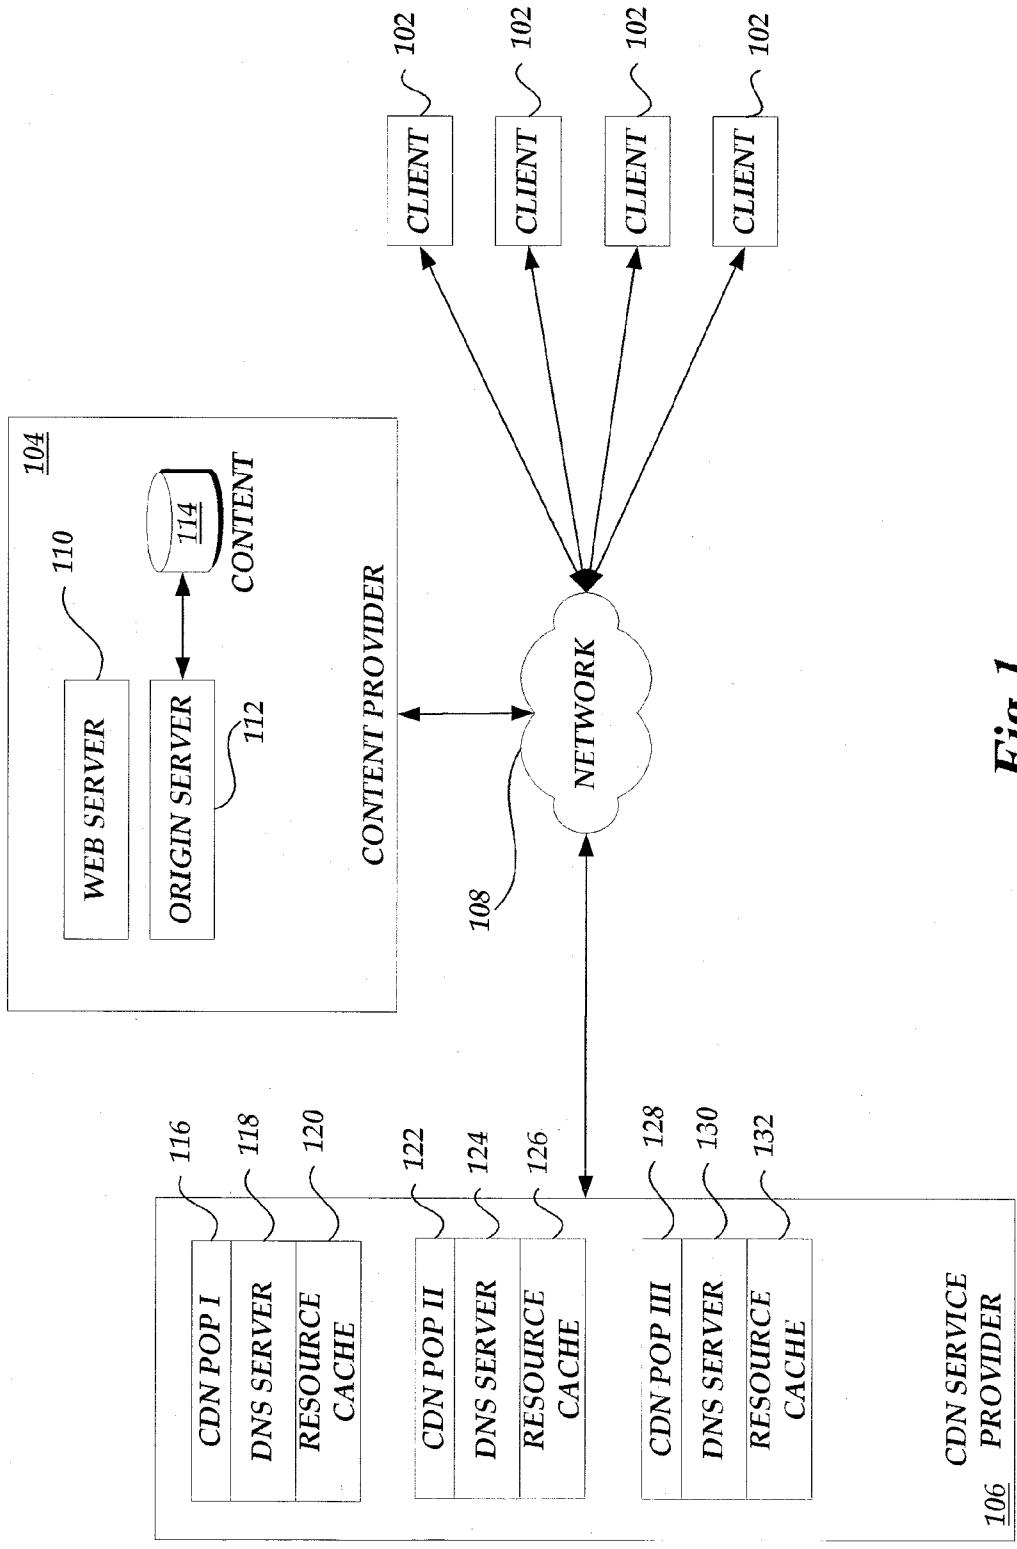 104
WEB SERVER
110
ORIGIN SERVER
112
114
CONTENT
CONTENT PROVIDER
CDN POP I
116
DNS SERVER
118
RESOURCE
CACHE
120
CDN POP II
122
DNS SERVER
124
RESOURCE
CACHE
126
CDN POP III
128
DNS SERVER
130
RESOURCE
CACHE
132
CDN SERVICE
PROVIDER
106
108
NETWORK
CLIENT
102
CLIENT
102
CLIENT
102
CLIENT
102
Fig.1.